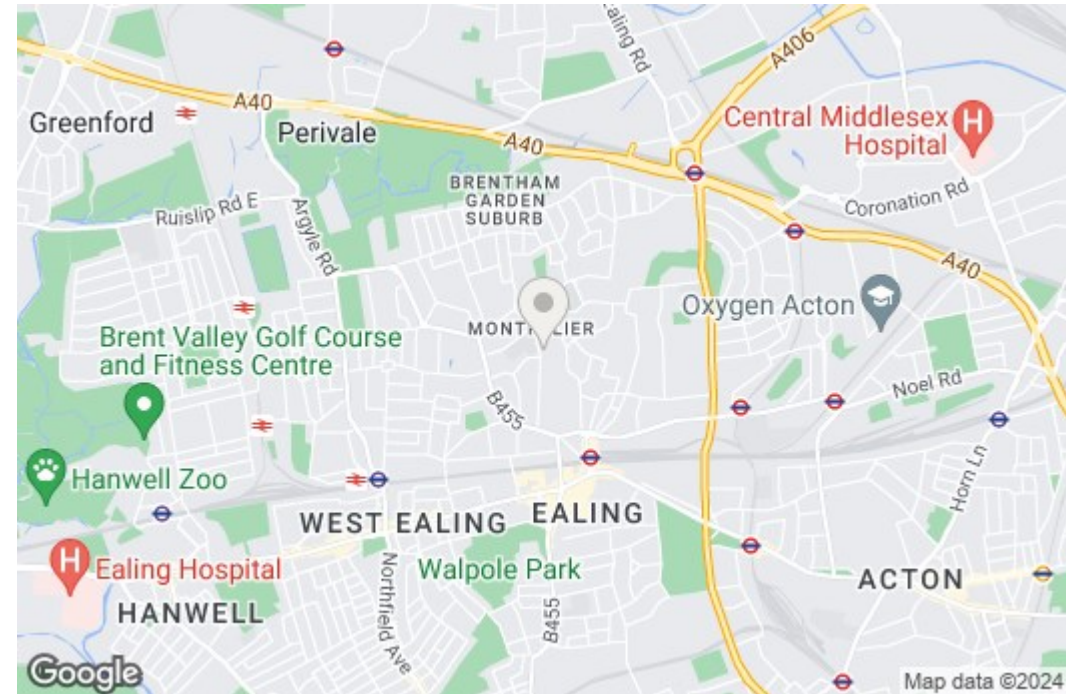 Ealing Rd
A406
A40
Greenford
Perivale
A40
Central Middlesex
Hospital
H
BRENTHAM
GARDEN
SUBURB
Ruislip Rd E
Argyle Rd
Coronation Rd
A40
Oxygen Acton
Brent Valley Golf Course
and Fitness Centre
B455
Noel Rd
Hanwell Zoo
Horn Ln
WEST EALING
EALING
H
Ealing Hospital
Walpole Park
ACTON
HANWELL
Northfield Ave
B455
Google
Map data ©2024